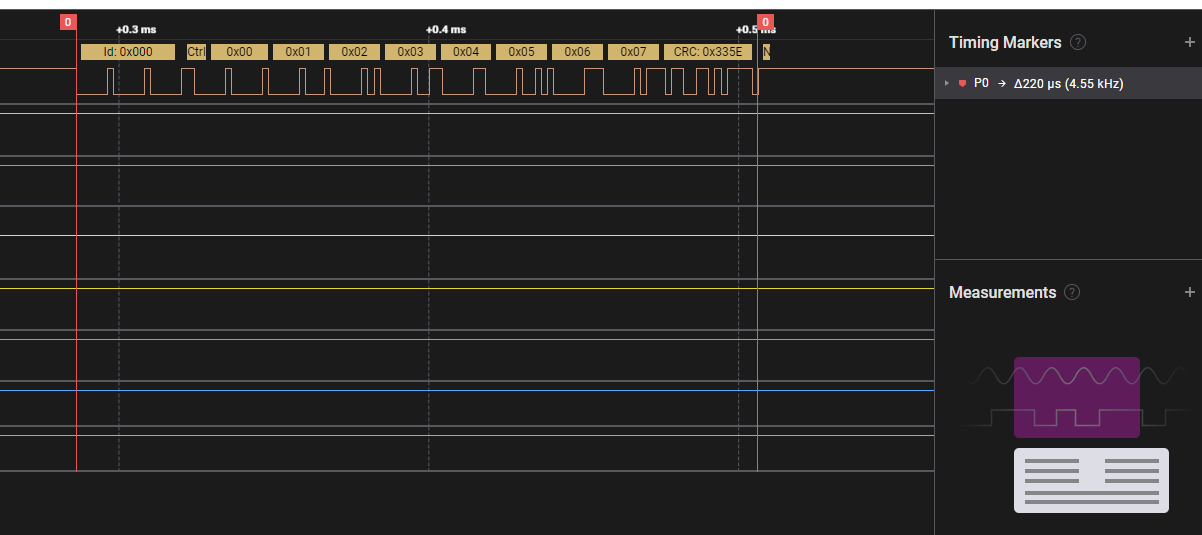 0
+0.3 ms
+0.4 ms
+0.5 ms
0
Id: 0x000
Ctrl
0x00
0x01
0x02
0x03
0x04
0x05
0x06
0x07
CRC: 0x335E
N
Timing Markers ? +
P0 → Δ220 μs (4.55 kHz)
Measurements ? +